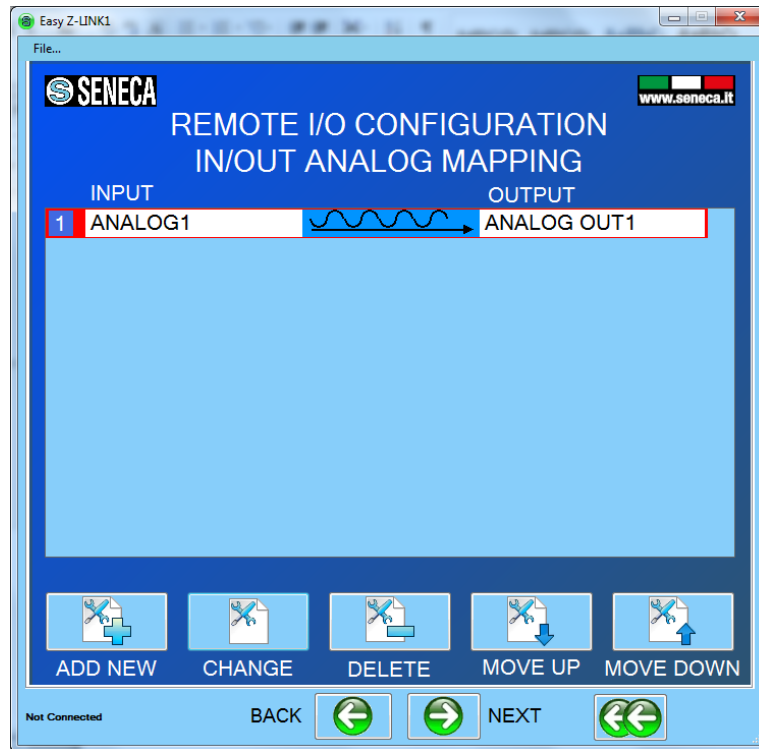 Easy Z-LINK1
File...
SENECA
www.seneca.it
REMOTE I/O CONFIGURATION
IN/OUT ANALOG MAPPING
INPUT OUTPUT
1 ANALOG1 ANALOG OUT1
ADD NEW CHANGE DELETE MOVE UP MOVE DOWN
Not Connected BACK NEXT